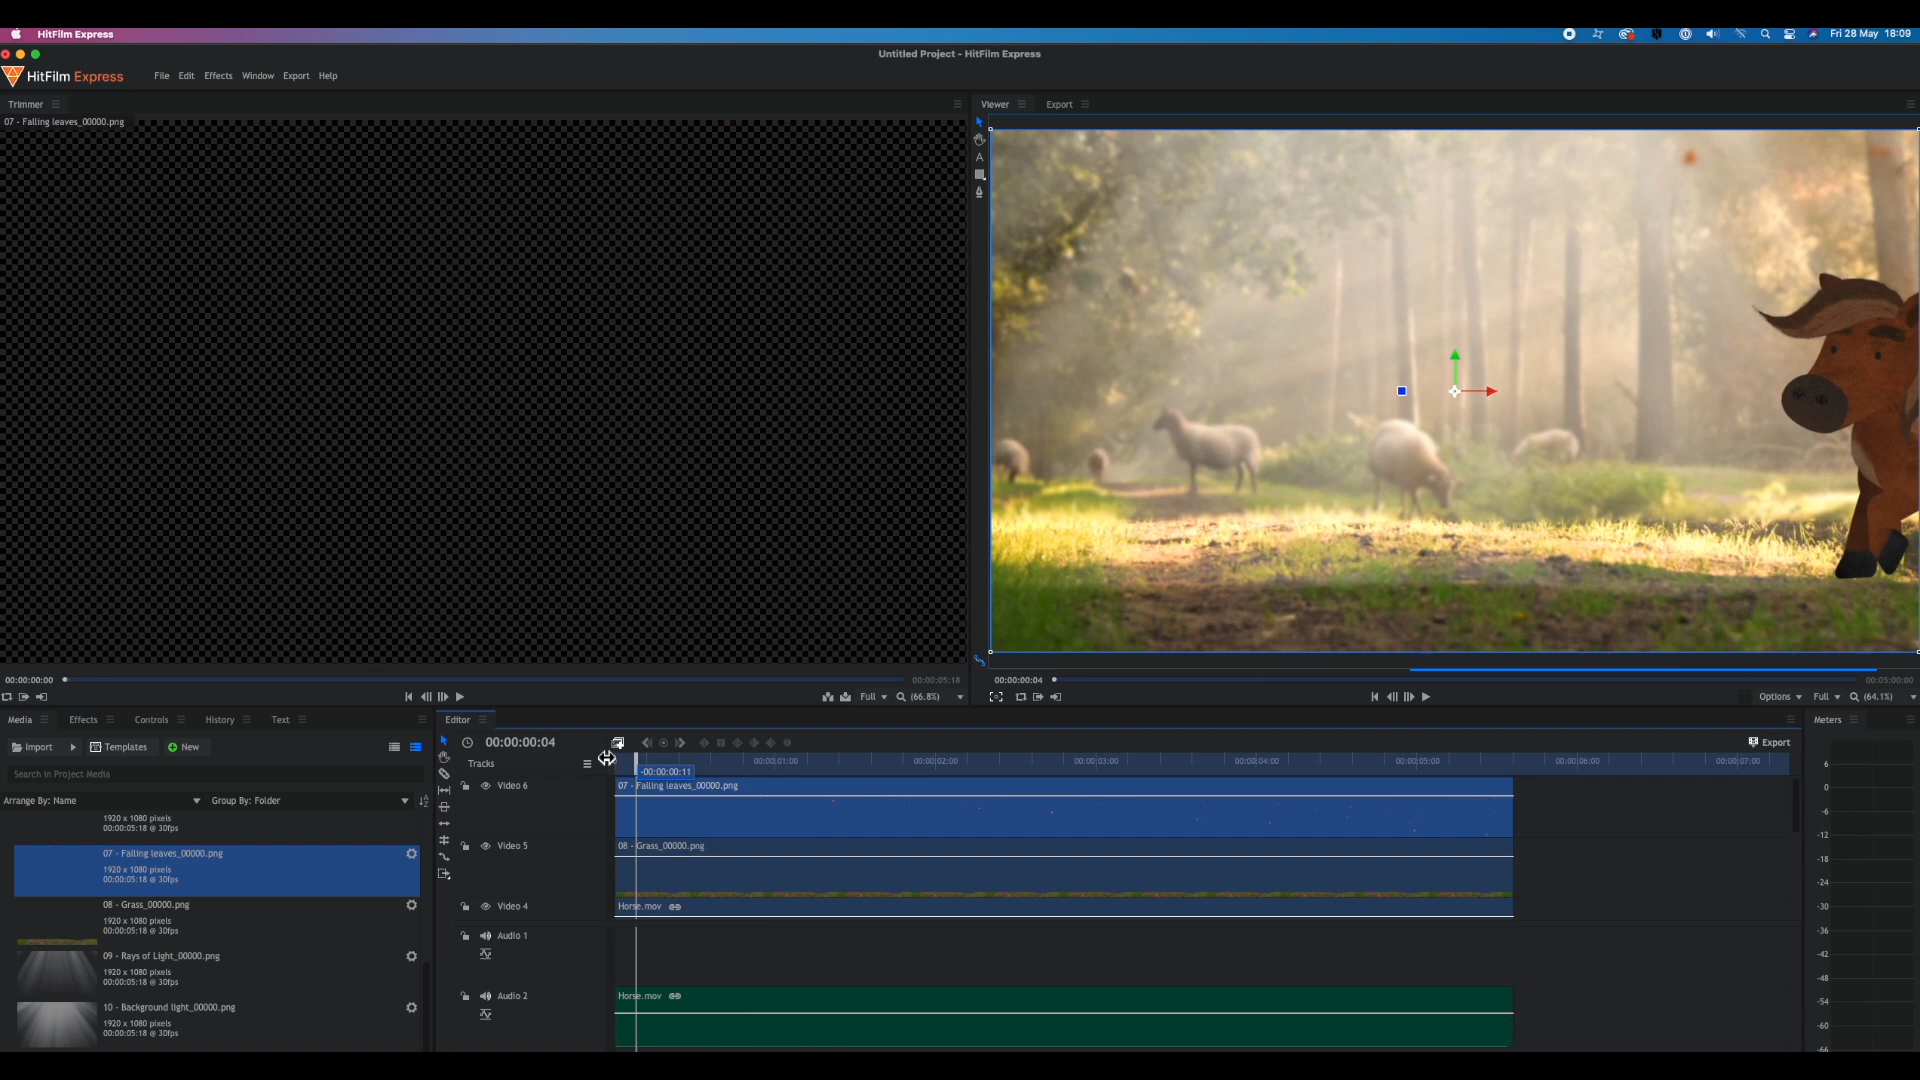 HitFilm Express
Fri 28 May 18:09
Untitled Project - HitFilm Express
HitFilm Express File Edit Effects Window Export Help
Trimmer
Viewer Export
07 - Falling leaves_00000.png
A
00:00:00:00 00:00:05:18
00:00:00:04 00:05:00:00
Full (66.8%)
Options Full (64.1%)
Media Effects Controls History Text
Editor
Meters
Import Templates New
00:00:00:04
Export
Tracks
00:00:01:00 00:00:02:00 00:00:03:00 00:00:04:00 00:00:05:00 00:00:06:00 00:00:07:00
-00:00:00:11
Search in Project Media
Arrange By: Name Group By: Folder
1920 x 1080 pixels
00:00:05:18 @ 30fps
07 - Falling leaves_00000.png
1920 x 1080 pixels
00:00:05:18 @ 30fps
08 - Grass_00000.png
1920 x 1080 pixels
00:00:05:18 @ 30fps
09 - Rays of Light_00000.png
1920 x 1080 pixels
00:00:05:18 @ 30fps
10 - Background light_00000.png
1920 x 1080 pixels
00:00:05:18 @ 30fps
Video 6
07 - Falling leaves_00000.png
Video 5
08 - Grass_00000.png
Video 4
Horse.mov
Audio 1
Audio 2
Horse.mov
6
0
-6
-12
-18
-24
-30
-36
-42
-48
-54
-60
-66